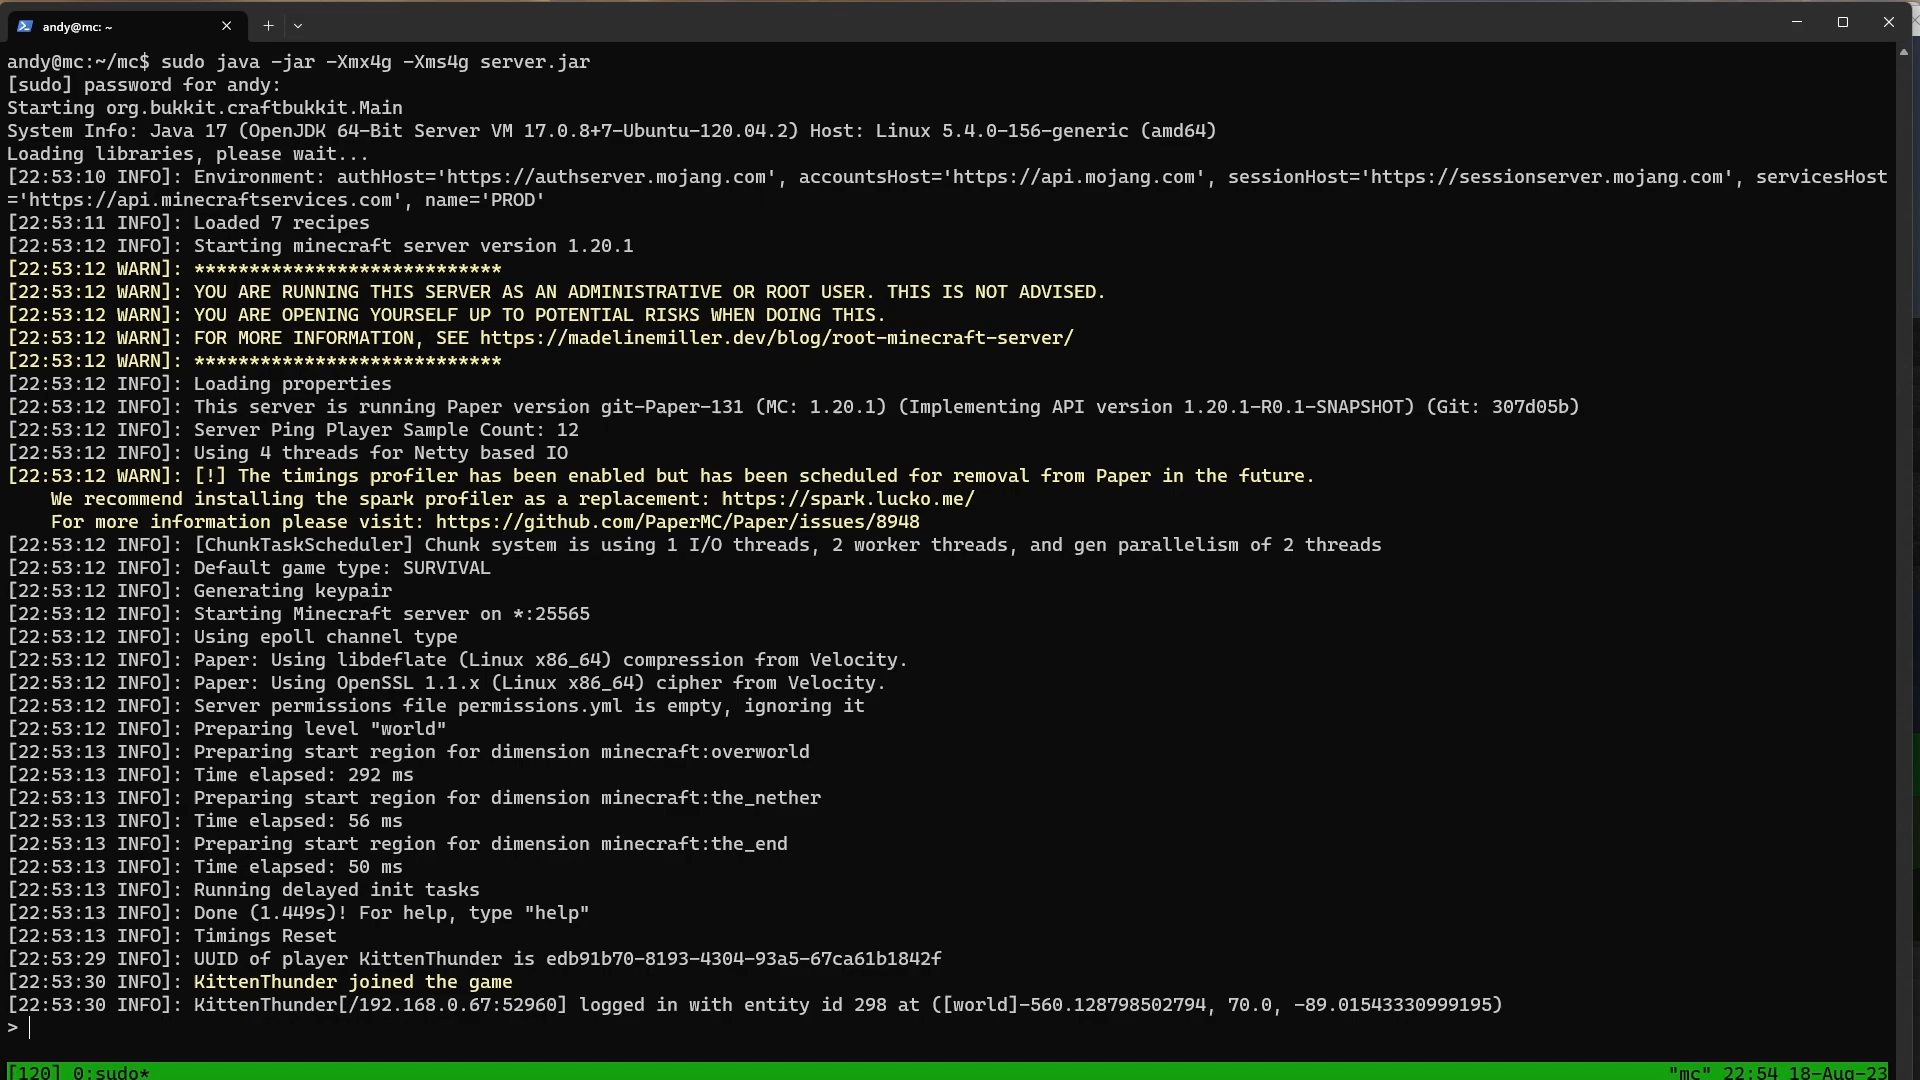 andy@mc: ~
andy@mc:~/mc$ sudo java -jar -Xmx4g -Xms4g server.jar
[sudo] password for andy:
Starting org.bukkit.craftbukkit.Main
System Info: Java 17 (OpenJDK 64-Bit Server VM 17.0.8+7-Ubuntu-120.04.2) Host: Linux 5.4.0-156-generic (amd64)
Loading libraries, please wait...
[22:53:10 INFO]: Environment: authHost='https://authserver.mojang.com', accountsHost='https://api.mojang.com', sessionHost='https://sessionserver.mojang.com', servicesHost
='https://api.minecraftservices.com', name='PROD'
[22:53:11 INFO]: Loaded 7 recipes
[22:53:12 INFO]: Starting minecraft server version 1.20.1
[22:53:12 WARN]: ****************************
[22:53:12 WARN]: YOU ARE RUNNING THIS SERVER AS AN ADMINISTRATIVE OR ROOT USER. THIS IS NOT ADVISED.
[22:53:12 WARN]: YOU ARE OPENING YOURSELF UP TO POTENTIAL RISKS WHEN DOING THIS.
[22:53:12 WARN]: FOR MORE INFORMATION, SEE https://madelinemiller.dev/blog/root-minecraft-server/
[22:53:12 WARN]: ****************************
[22:53:12 INFO]: Loading properties
[22:53:12 INFO]: This server is running Paper version git-Paper-131 (MC: 1.20.1) (Implementing API version 1.20.1-R0.1-SNAPSHOT) (Git: 307d05b)
[22:53:12 INFO]: Server Ping Player Sample Count: 12
[22:53:12 INFO]: Using 4 threads for Netty based IO
[22:53:12 WARN]: [!] The timings profiler has been enabled but has been scheduled for removal from Paper in the future.
    We recommend installing the spark profiler as a replacement: https://spark.lucko.me/
    For more information please visit: https://github.com/PaperMC/Paper/issues/8948
[22:53:12 INFO]: [ChunkTaskScheduler] Chunk system is using 1 I/O threads, 2 worker threads, and gen parallelism of 2 threads
[22:53:12 INFO]: Default game type: SURVIVAL
[22:53:12 INFO]: Generating keypair
[22:53:12 INFO]: Starting Minecraft server on *:25565
[22:53:12 INFO]: Using epoll channel type
[22:53:12 INFO]: Paper: Using libdeflate (Linux x86_64) compression from Velocity.
[22:53:12 INFO]: Paper: Using OpenSSL 1.1.x (Linux x86_64) cipher from Velocity.
[22:53:12 INFO]: Server permissions file permissions.yml is empty, ignoring it
[22:53:12 INFO]: Preparing level "world"
[22:53:13 INFO]: Preparing start region for dimension minecraft:overworld
[22:53:13 INFO]: Time elapsed: 292 ms
[22:53:13 INFO]: Preparing start region for dimension minecraft:the_nether
[22:53:13 INFO]: Time elapsed: 56 ms
[22:53:13 INFO]: Preparing start region for dimension minecraft:the_end
[22:53:13 INFO]: Time elapsed: 50 ms
[22:53:13 INFO]: Running delayed init tasks
[22:53:13 INFO]: Done (1.449s)! For help, type "help"
[22:53:13 INFO]: Timings Reset
[22:53:29 INFO]: UUID of player KittenThunder is edb91b70-8193-4304-93a5-67ca61b1842f
[22:53:30 INFO]: KittenThunder joined the game
[22:53:30 INFO]: KittenThunder[/192.168.0.67:52960] logged in with entity id 298 at ([world]-560.128798502794, 70.0, -89.01543330999195)
>
[120] 0:sudo* "mc" 22:54 18-Aug-23